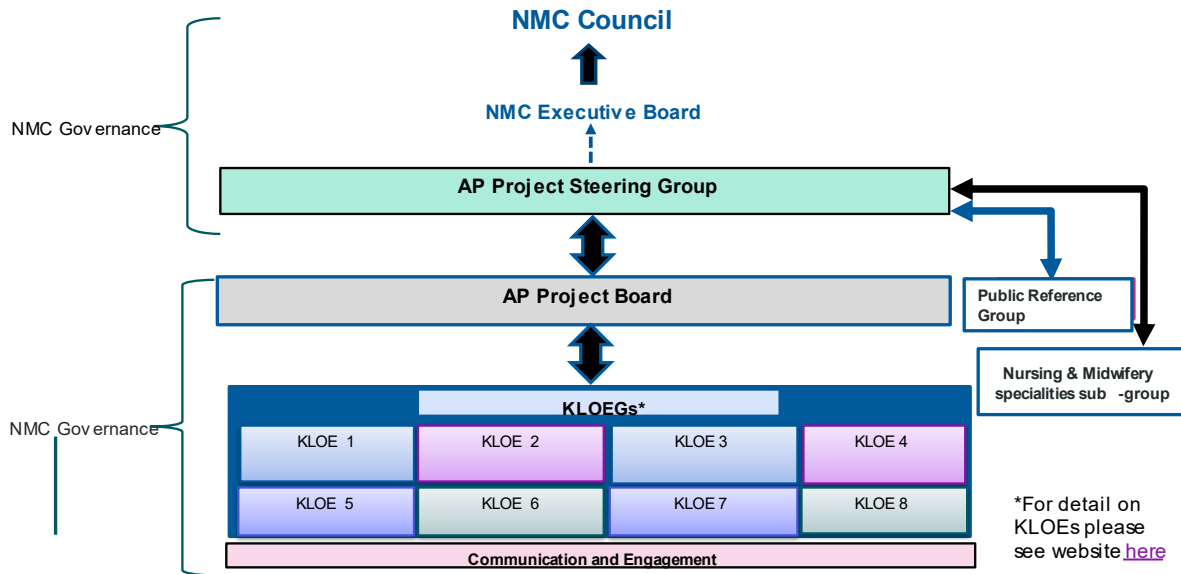 NMC Council
NMC Executive Board
NMC Governance
AP Project Steering Group
AP Project Board
Public Reference
Group
Nursing & Midwifery
specialities sub -group
NMC Governance
KLOEGs*
KLOE 1
KLOE 2
KLOE 3
KLOE 4
KLOE 5
KLOE 6
KLOE 7
KLOE 8
*For detail on
KLOEs please
see website here
Communication and Engagement